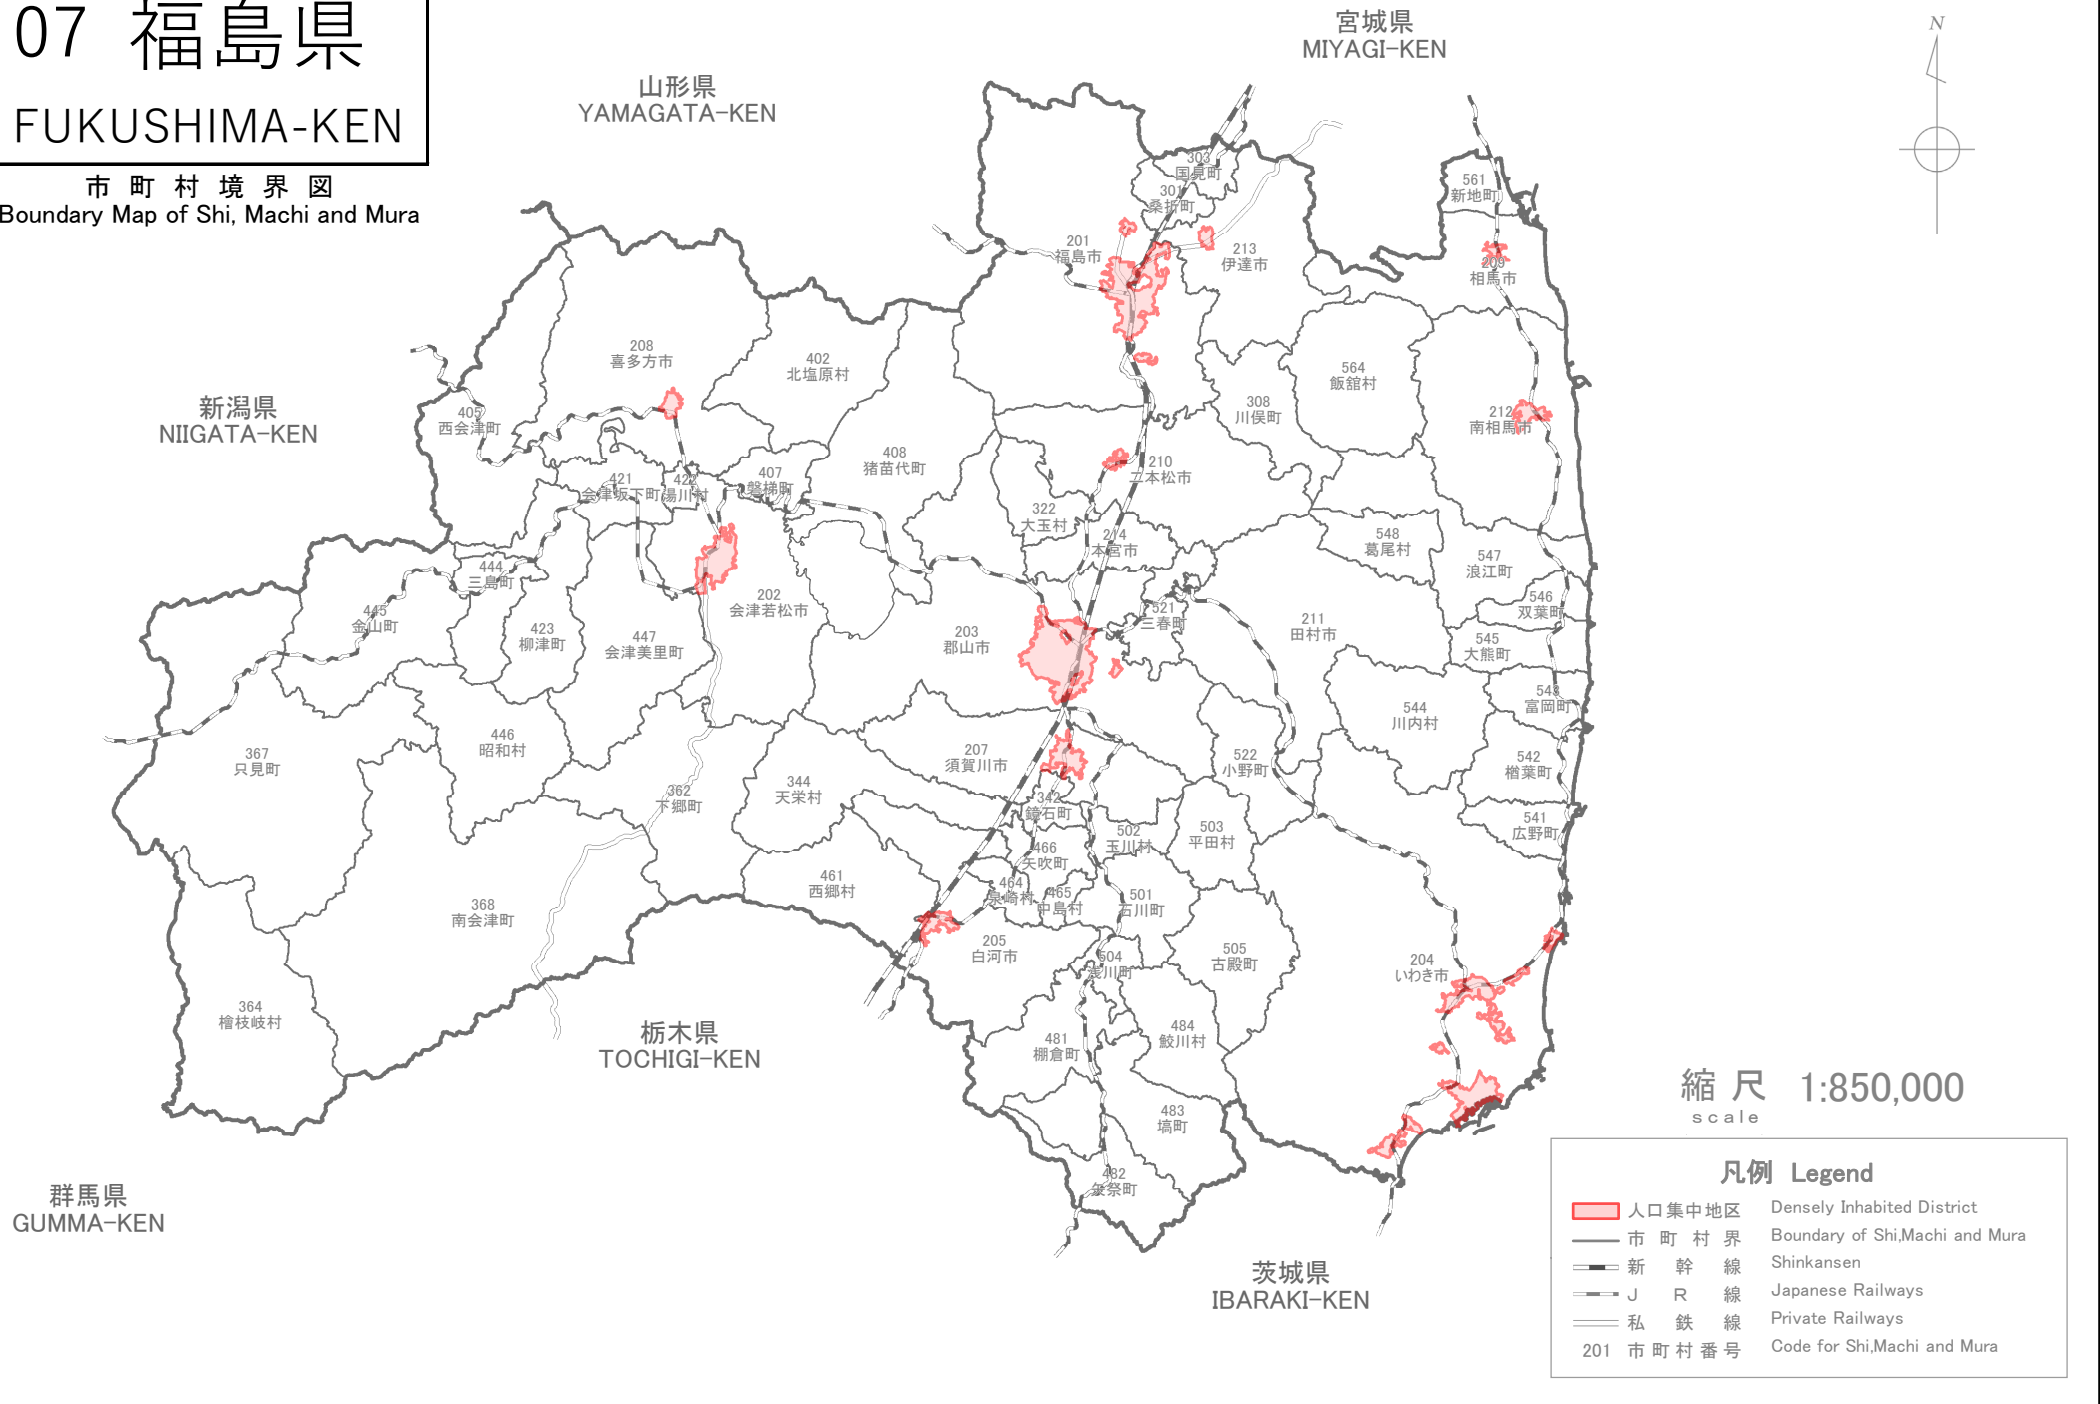 07 福島県
FUKUSHIMA-KEN
市町村境界図
Boundary Map of Shi, Machi and Mura
宮城県
MIYAGI-KEN
山形県
YAMAGATA-KEN
新潟県
NIIGATA-KEN
栃木県
TOCHIGI-KEN
群馬県
GUMMA-KEN
茨城県
IBARAKI-KEN
N
303
国見町
301
桑折町
201
福島市
213
伊達市
561
新地町
209
相馬市
208
喜多方市
402
北塩原村
564
飯舘村
308
川俣町
212
南相馬市
405
西会津町
408
猪苗代町
407
磐梯町
421
会津坂下町
422
湯川村
210
二本松市
322
大玉村
214
本宮市
548
葛尾村
547
浪江町
546
双葉町
545
大熊町
444
三島町
445
金山町
423
柳津町
447
会津美里町
202
会津若松市
203
郡山市
521
三春町
211
田村市
543
富岡町
544
川内村
542
楢葉町
541
広野町
367
只見町
446
昭和村
362
下郷町
344
天栄村
207
須賀川市
522
小野町
342
鏡石町
502
玉川村
503
平田村
466
矢吹町
461
西郷村
464
泉崎村
465
中島村
501
石川町
368
南会津町
205
白河市
504
浅川町
505
古殿町
204
いわき市
364
檜枝岐村
481
棚倉町
484
鮫川村
483
塙町
482
矢祭町
縮尺 1:850,000
scale
凡例 Legend
人口集中地区 Densely Inhabited District
市町村界 Boundary of Shi,Machi and Mura
新幹線 Shinkansen
JR線 Japanese Railways
私鉄線 Private Railways
201 市町村番号 Code for Shi,Machi and Mura